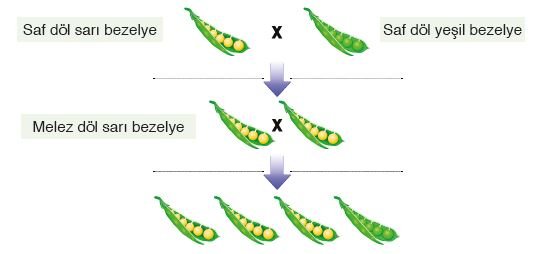 Saf döl sarı bezelye X Saf döl yeşil bezelye
Melez döl sarı bezelye X